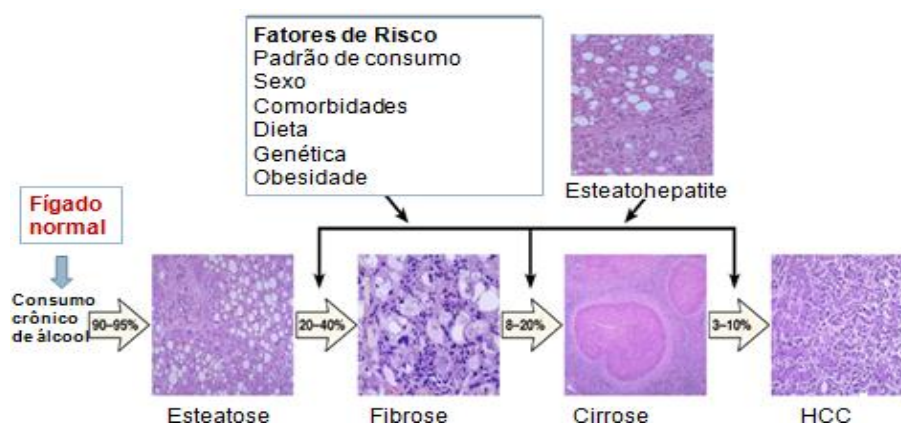 Fatores de Risco
Padrão de consumo
Sexo
Comorbidades
Dieta
Genética
Obesidade
Esteatohepatite
Fígado
normal
Consumo
crônico
de álcool
90–95%
20–40%
8–20%
3–10%
Esteatose
Fibrose
Cirrose
HCC